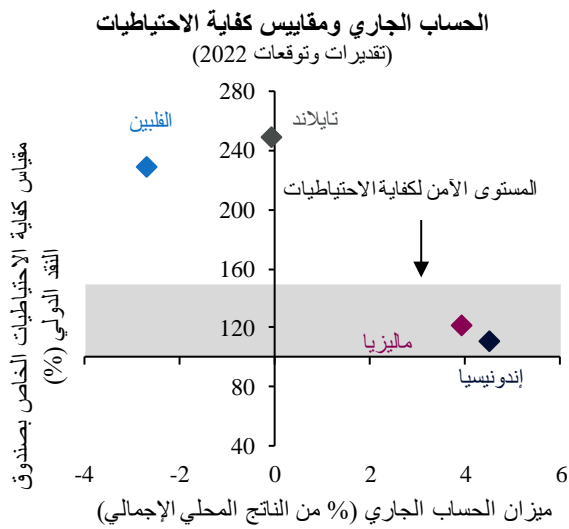 الحساب الجاري ومقاييس كفاية الاحتياطيات
(تقديرات وتوقعات 2022)
مقياس كفاية الاحتياطيات الخاص بصندوق
النقد الدولي (%)
280
240
220
180
160
120
80
40
-4
-2
0
2
4
6
الفلبين
تايلاند
المستوى الآمن لكفاية الاحتياطيات
ماليزيا
إندونيسيا
ميزان الحساب الجاري (% من الناتج المحلي الإجمالي)